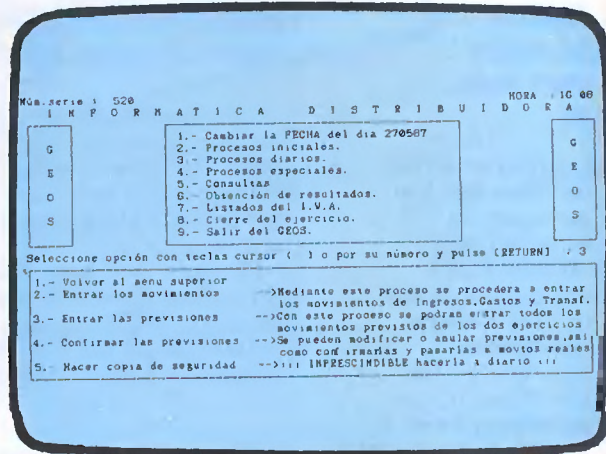 Núm.serie : 520
HORA : 16 08
I N F O R M A T I C A D I S T R I B U I D O R A
G E O S
1.- Cambiar la FECHA del dia 270587
2.- Procesos iniciales.
3.- Procesos diarios.
4.- Procesos especiales.
5.- Consultas
6.- Obtención de resultados.
7.- Listados del I.V.A.
8.- Cierre del ejercicio.
9.- Salir del GEOS.
G E O S
Seleccione opción con teclas cursor ( ) o por su número y pulse [RETURN] : 3
1.- Volver al menu superior
2.- Entrar los movimientos -->Mediante este proceso se procedera a entrar
los movimientos de Ingresos,Gastos y Transf.
3.- Entrar las previsiones -->Con este proceso se podran entrar todos los
movimientos previstos de los dos ejercicios
4.- Confirmar las previsiones -->Se pueden modificar o anular previsiones,asi
como confirmarlas y pasarlas a movtos reales
5.- Hacer copia de seguridad -->¡¡¡ IMPRESCINDIBLE hacerla a diario ¡¡¡